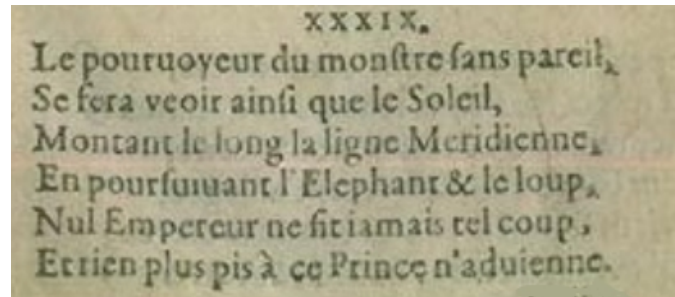 XXXIX.
Le pouruoyeur du monſtre ſans pareil,
Se fera veoir ainſi que le Soleil,
Montant le long la ligne Meridienne,
En pourſuiuant l'Elephant & le loup,
Nul Empereur ne fit iamais tel coup,
Et rien plus pis à ce Prince n'aduienne.